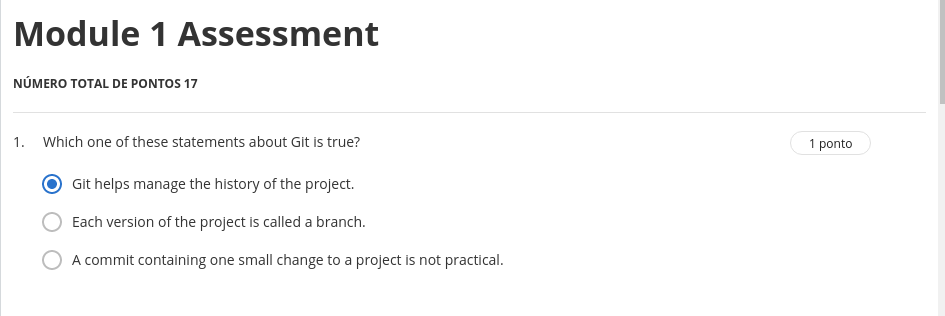 Module 1 Assessment
NÚMERO TOTAL DE PONTOS 17
1. Which one of these statements about Git is true?
1 ponto
Git helps manage the history of the project.
Each version of the project is called a branch.
A commit containing one small change to a project is not practical.